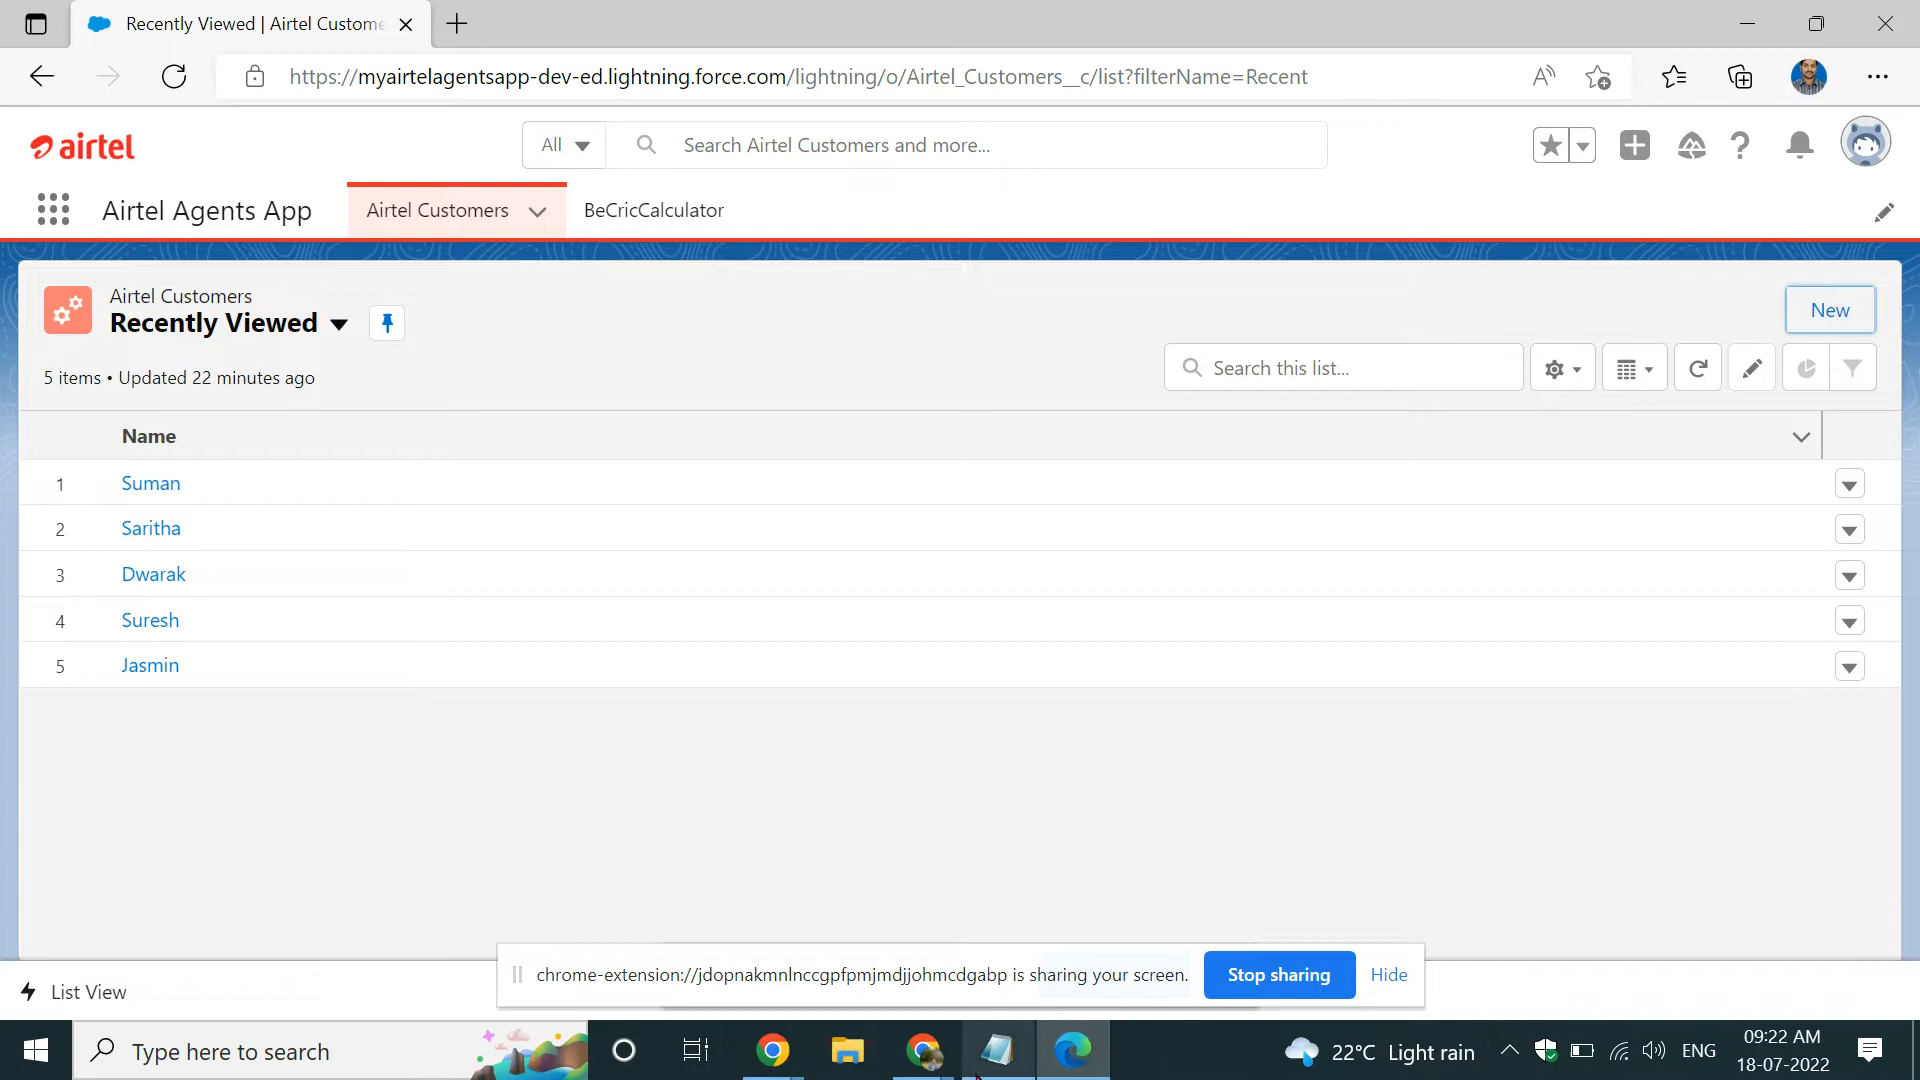 Recently Viewed | Airtel Custome
https://myairtelagentsapp-dev-ed.lightning.force.com/lightning/o/Airtel_Customers__c/list?filterName=Recent
airtel
All
Search Airtel Customers and more...
Airtel Agents App
Airtel Customers
BeCricCalculator
Airtel Customers
Recently Viewed
New
5 items • Updated 22 minutes ago
Search this list...
Name
1 Suman
2 Saritha
3 Dwarak
4 Suresh
5 Jasmin
chrome-extension://jdopnakmnlnccgpfpmjmdjjohmcdgabp is sharing your screen.
Stop sharing
Hide
List View
Type here to search
22°C Light rain
ENG
09:22 AM
18-07-2022